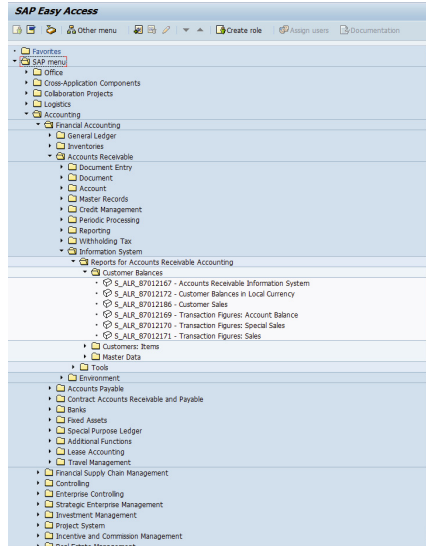 SAP Easy Access
Other menu Create role Assign users Documentation
Favorites
SAP menu
Office
Cross-Application Components
Collaboration Projects
Logistics
Accounting
Financial Accounting
General Ledger
Inventories
Accounts Receivable
Document Entry
Document
Account
Master Records
Credit Management
Periodic Processing
Reporting
Withholding Tax
Information System
Reports for Accounts Receivable Accounting
Customer Balances
S_ALR_87012167 - Accounts Receivable Information System
S_ALR_87012172 - Customer Balances in Local Currency
S_ALR_87012186 - Customer Sales
S_ALR_87012169 - Transaction Figures: Account Balance
S_ALR_87012170 - Transaction Figures: Special Sales
S_ALR_87012171 - Transaction Figures: Sales
Customers: Items
Master Data
Tools
Environment
Accounts Payable
Contract Accounts Receivable and Payable
Banks
Fixed Assets
Special Purpose Ledger
Additional Functions
Lease Accounting
Travel Management
Financial Supply Chain Management
Controlling
Enterprise Controlling
Strategic Enterprise Management
Investment Management
Project System
Incentive and Commission Management
Real Estate Management